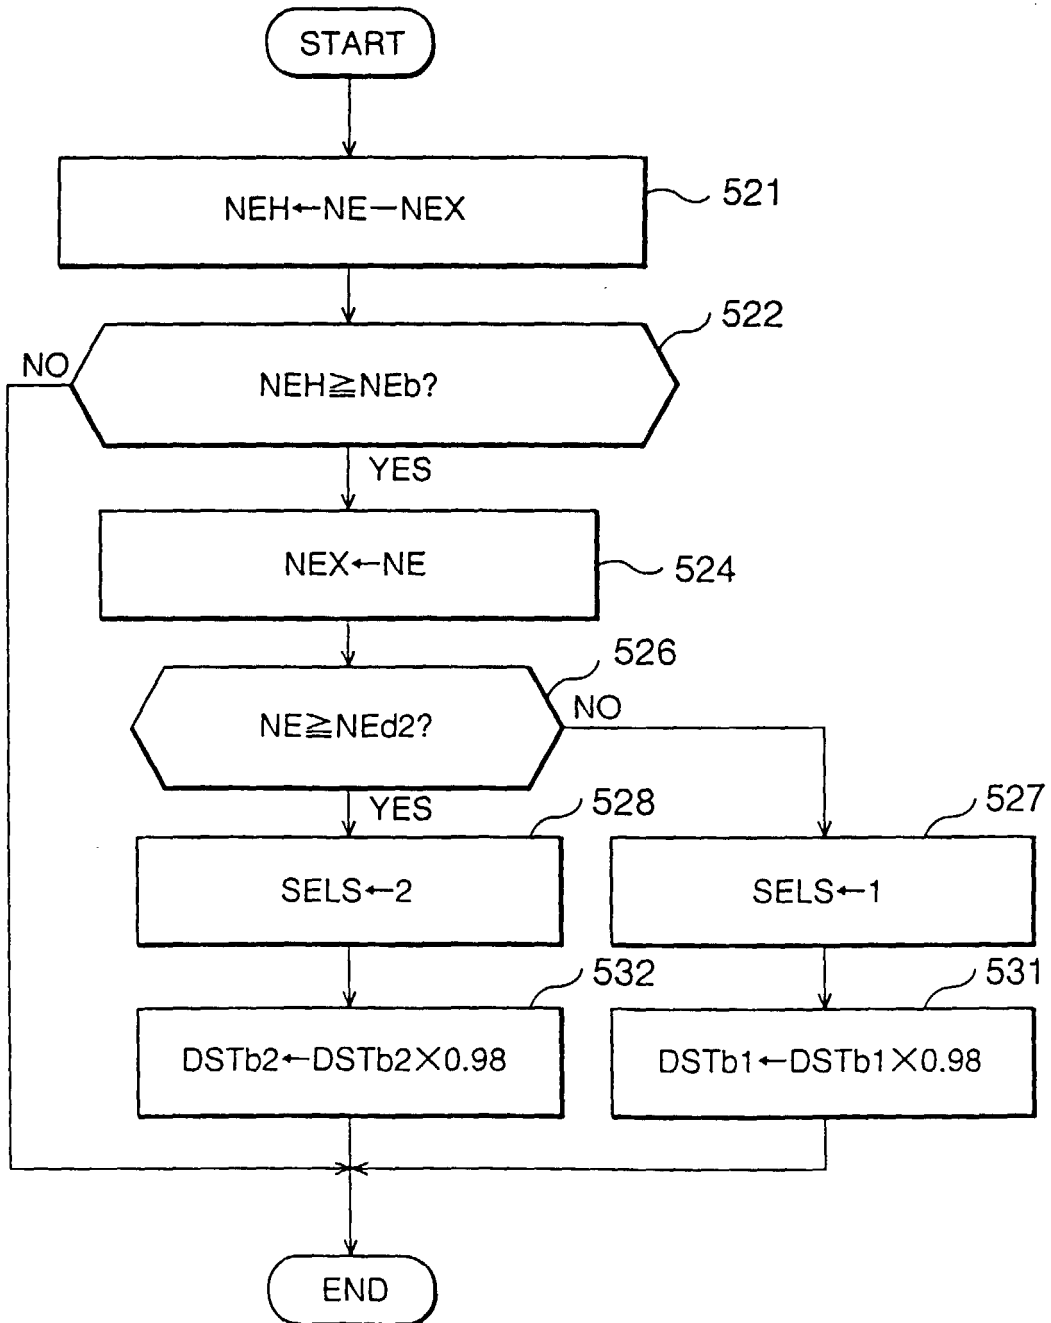 START
NEH←NE−NEX
521
522
NO
NEH≧NEb?
YES
NEX←NE
524
526
NE≧NEd2?
NO
YES
528
527
SELS←2
SELS←1
532
531
DSTb2←DSTb2×0.98
DSTb1←DSTb1×0.98
END